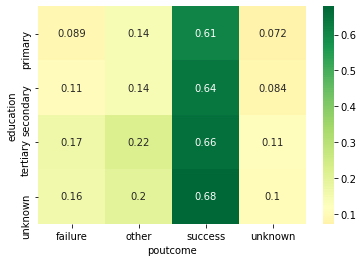 education
primary
0.089 0.14 0.61 0.072
secondary
0.11 0.14 0.64 0.084
tertiary
0.17 0.22 0.66 0.11
unknown
0.16 0.2 0.68 0.1
failure other success unknown
poutcome
0.6
0.5
0.4
0.3
0.2
0.1